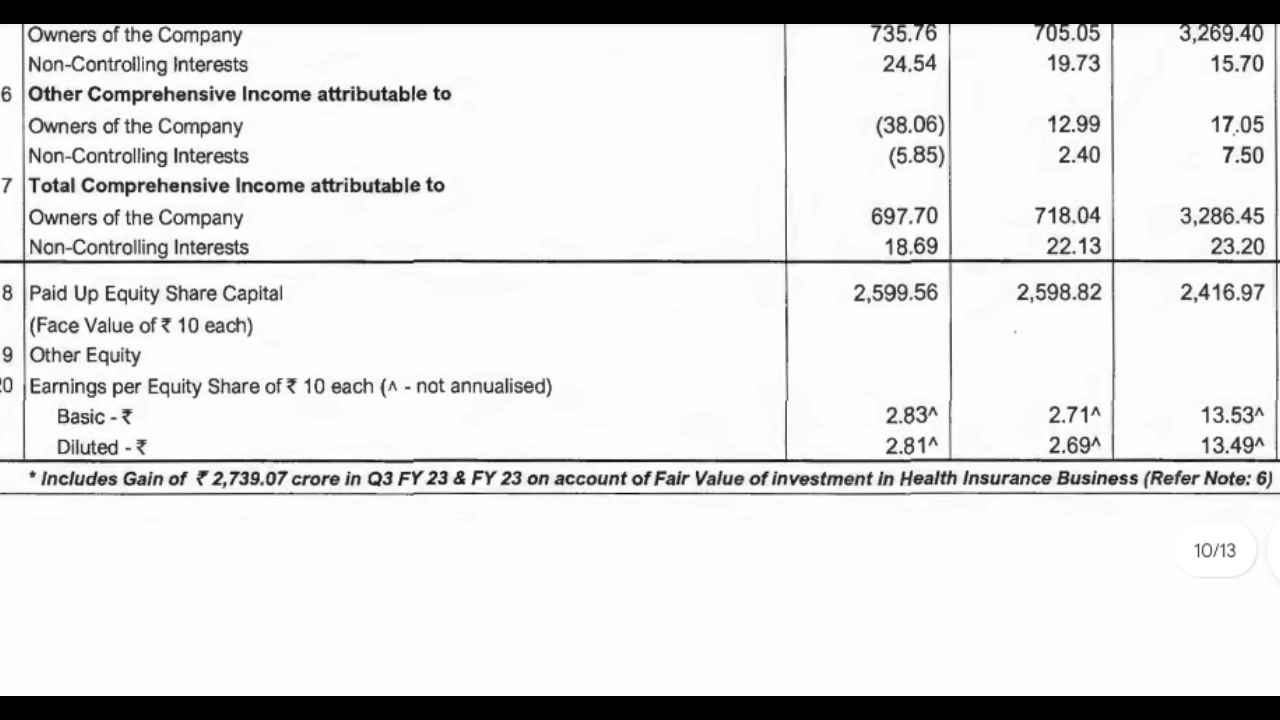 Owners of the Company 735.76 705.05 3,269.40
Non-Controlling Interests 24.54 19.73 15.70
6 Other Comprehensive Income attributable to
Owners of the Company (38.06) 12.99 17.05
Non-Controlling Interests (5.85) 2.40 7.50
7 Total Comprehensive Income attributable to
Owners of the Company 697.70 718.04 3,286.45
Non-Controlling Interests 18.69 22.13 23.20
8 Paid Up Equity Share Capital 2,599.56 2,598.82 2,416.97
(Face Value of ₹ 10 each)
9 Other Equity
20 Earnings per Equity Share of ₹ 10 each (^ - not annualised)
Basic - ₹ 2.83^ 2.71^ 13.53^
Diluted - ₹ 2.81^ 2.69^ 13.49^
* Includes Gain of ₹ 2,739.07 crore in Q3 FY 23 & FY 23 on account of Fair Value of investment in Health Insurance Business (Refer Note: 6)
10/13